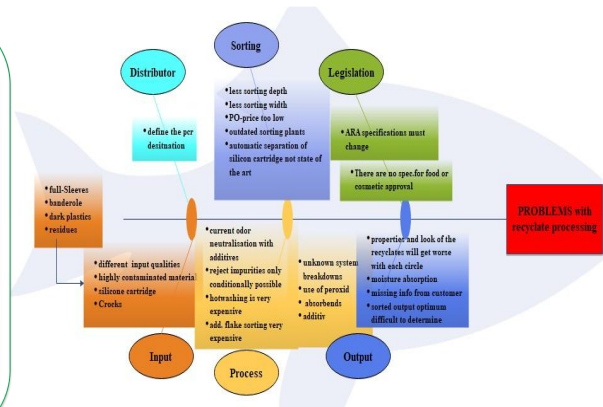 Sorting
Distributor
Legislation
• define the pcr
desitnation
• less sorting depth
• less sorting width
• PO-price too low
• outdated sorting plants
• automatic separation of
silicon cartridge not state of
the art
• ARA specifications must
change
• There are no spec.for food or
cosmetic approval
• full-Sleeves
• banderole
• dark plastics
• residues
PROBLEMS with
recyclate processing
• different input qualities
• highly contaminated material
• silicone cartridge
• Crocks
• current odor
neutralisation with
additives
• reject impurities only
conditionally possible
• hotwashing is very
expensive
• add. flake sorting very
expensive
• unknown system
breakdowns
• use of peroxid
• absorbends
• additiv
• properties and look of the
recyclates will get worse
with each circle
• moisture absorption
• missing info from customer
• sorted output optimum
difficult to determine
Input
Process
Output